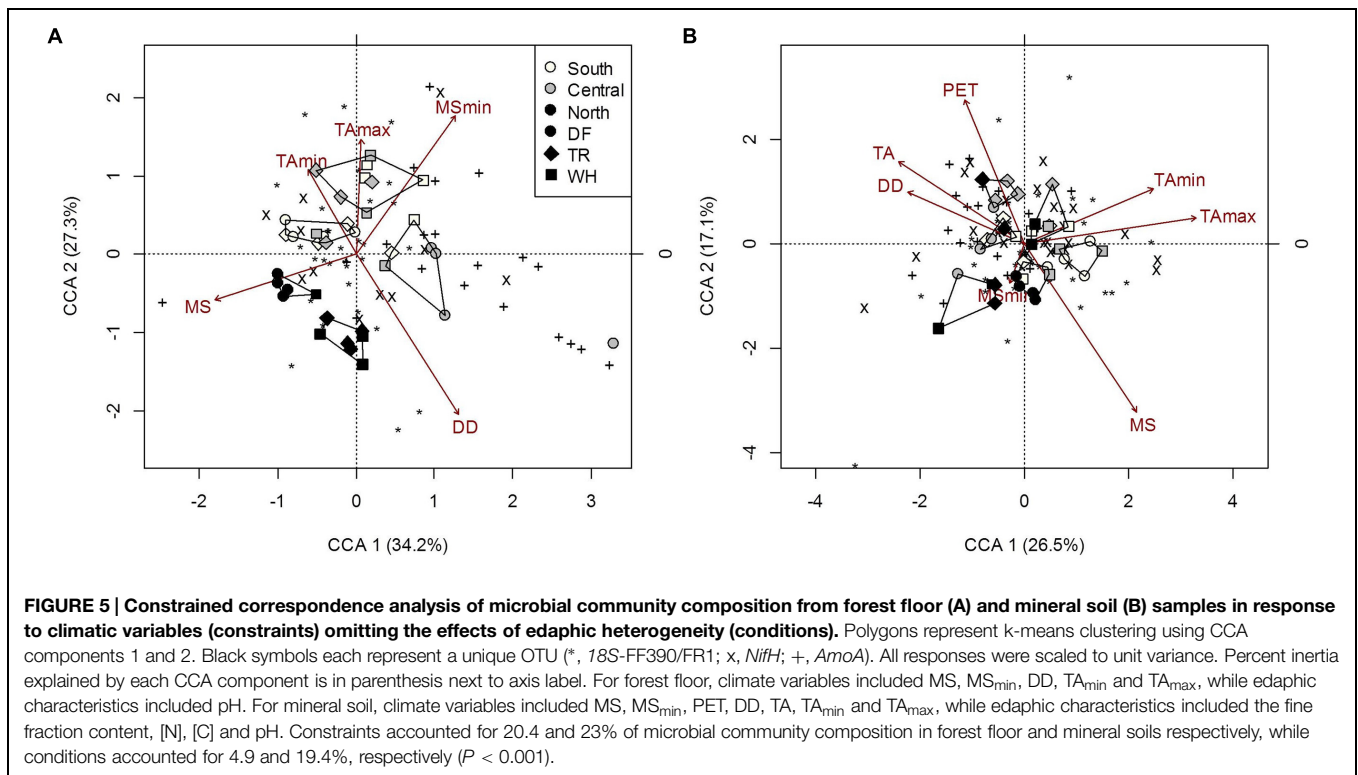 A
B
South
Central
North
DF
TR
WH
MSmin
TAmax
TAmin
MS
DD
2
1
0
-1
-2
CCA 2 (27.3%)
0
-2 -1 0 1 2 3
CCA 1 (34.2%)
PET
TA
DD
TAmin
TAmax
MSmin
MS
2
0
-2
-4
CCA 2 (17.1%)
0
-4 -2 0 2 4
CCA 1 (26.5%)
FIGURE 5 | Constrained correspondence analysis of microbial community composition from forest floor (A) and mineral soil (B) samples in response
to climatic variables (constraints) omitting the effects of edaphic heterogeneity (conditions). Polygons represent k-means clustering using CCA
components 1 and 2. Black symbols each represent a unique OTU (*, 18S-FF390/FR1; x, NifH; +, AmoA). All responses were scaled to unit variance. Percent inertia
explained by each CCA component is in parenthesis next to axis label. For forest floor, climate variables included MS, MSmin, DD, TAmin and TAmax, while edaphic
characteristics included pH. For mineral soil, climate variables included MS, MSmin, PET, DD, TA, TAmin and TAmax, while edaphic characteristics included the fine
fraction content, [N], [C] and pH. Constraints accounted for 20.4 and 23% of microbial community composition in forest floor and mineral soils respectively, while
conditions accounted for 4.9 and 19.4%, respectively (P < 0.001).